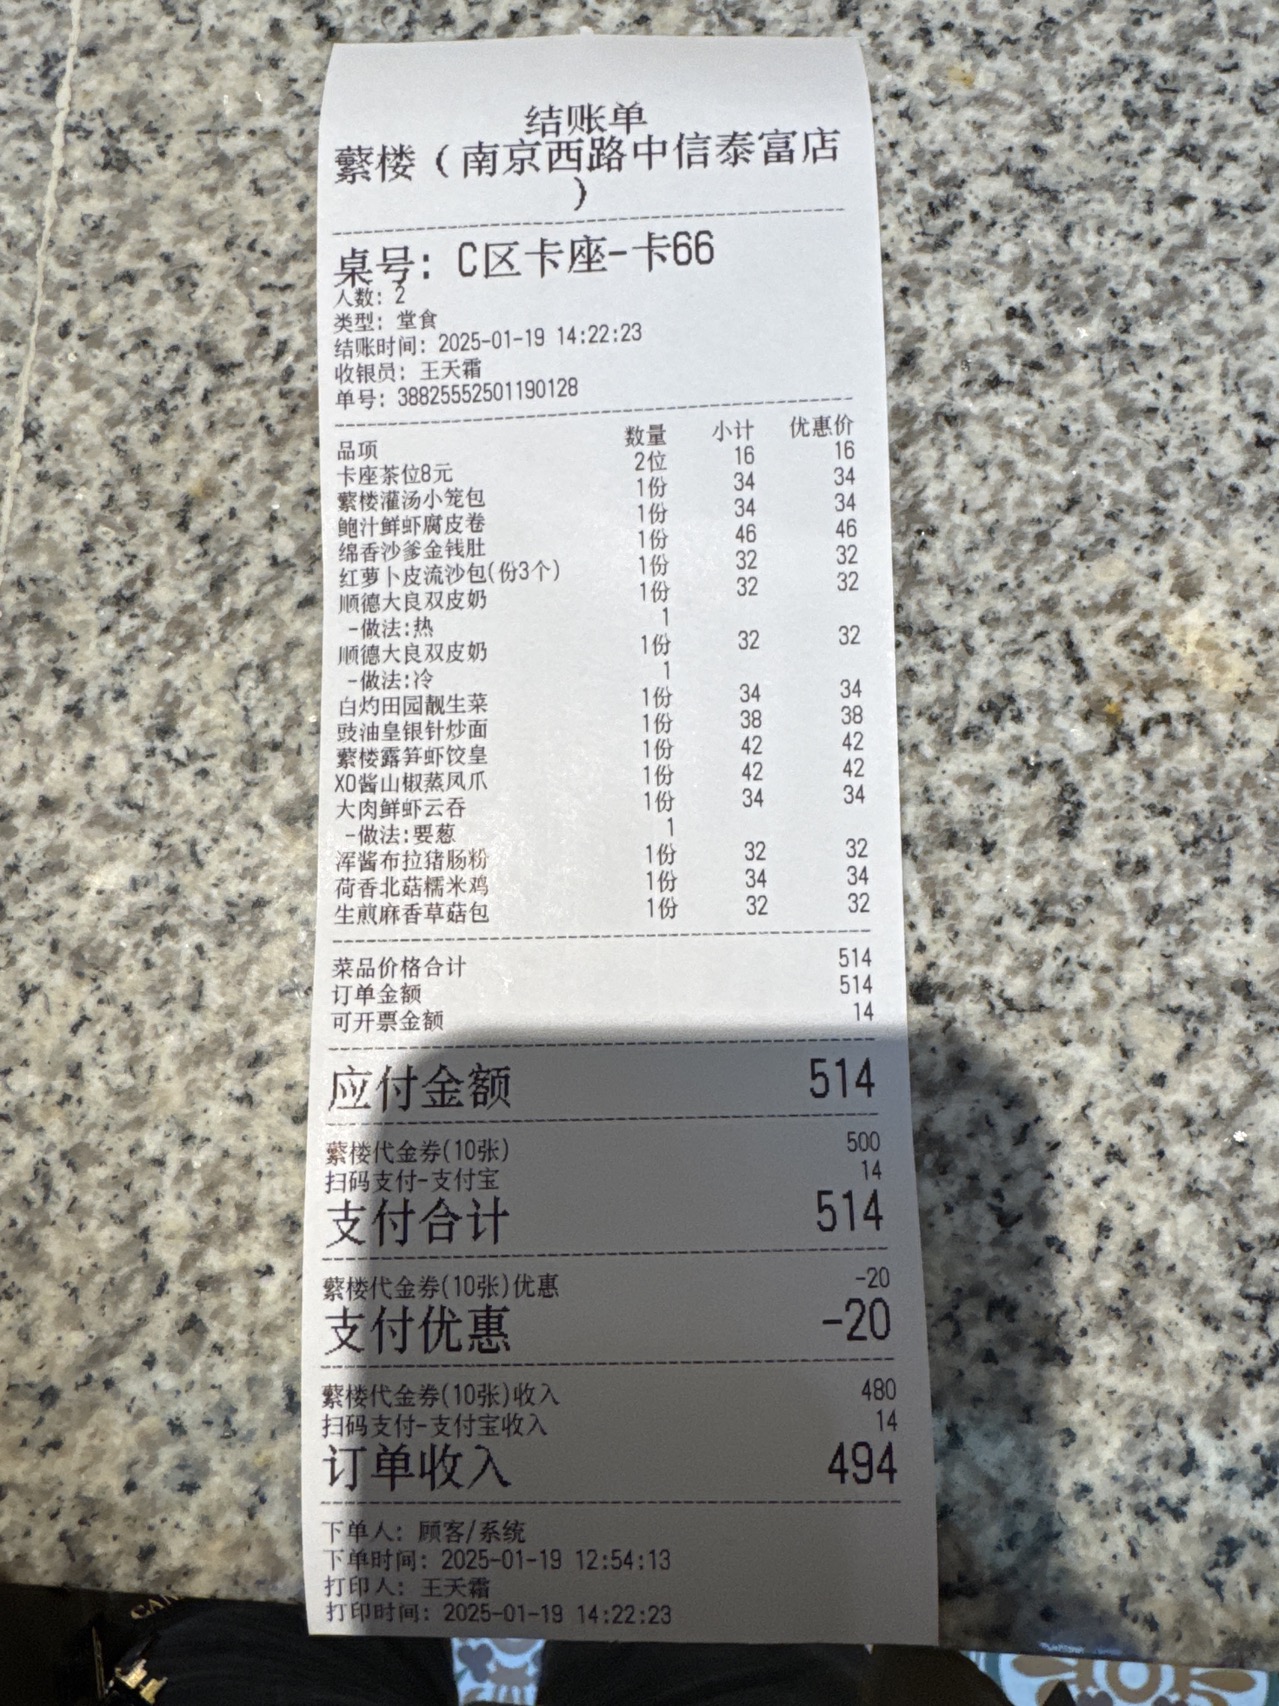 结账单
蘩楼（南京西路中信泰富店
）
桌号: C区卡座-卡66
人数: 2
类型: 堂食
结账时间: 2025-01-19 14:22:23
收银员: 王天霜
单号: 38825552501190128
品项 数量 小计 优惠价
卡座茶位8元 2位 16 16
蘩楼灌汤小笼包 1份 34 34
鲍汁鲜虾腐皮卷 1份 34 34
绵香沙爹金钱肚 1份 46 46
红萝卜皮流沙包(份3个) 1份 32 32
顺德大良双皮奶 1份 32 32
-做法:热 1
顺德大良双皮奶 1份 32 32
-做法:冷 1
白灼田园靓生菜 1份 34 34
豉油皇银针炒面 1份 38 38
蘩楼露笋虾饺皇 1份 42 42
XO酱山椒蒸凤爪 1份 42 42
大肉鲜虾云吞 1份 34 34
-做法:要葱 1
浑酱布拉猪肠粉 1份 32 32
荷香北菇糯米鸡 1份 34 34
生煎麻香草菇包 1份 32 32
菜品价格合计 514
订单金额 514
可开票金额 14
应付金额 514
蘩楼代金券(10张) 500
扫码支付-支付宝 14
支付合计 514
蘩楼代金券(10张)优惠 -20
支付优惠 -20
蘩楼代金券(10张)收入 480
扫码支付-支付宝收入 14
订单收入 494
下单人: 顾客/系统
下单时间: 2025-01-19 12:54:13
打印人: 王天霜
打印时间: 2025-01-19 14:22:23